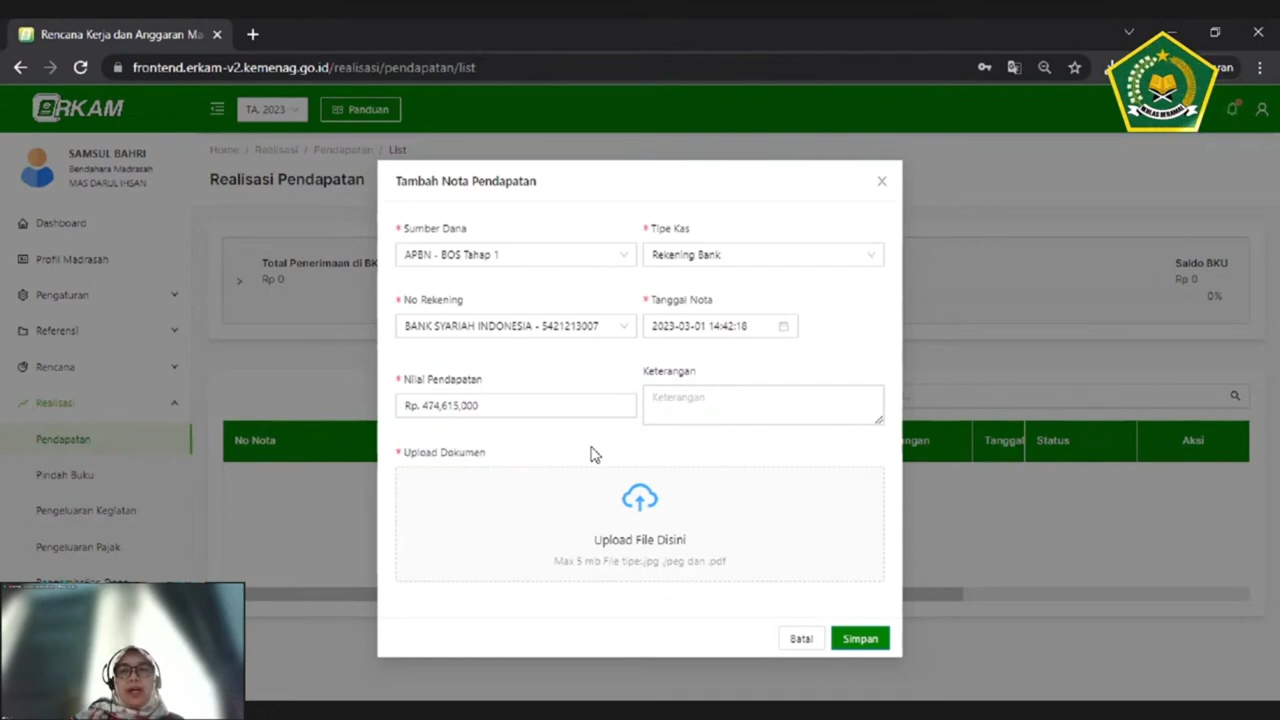 Rencana Kerja dan Anggaran Ma
frontend.erkam-v2.kemenag.go.id/realisasi/pendapatan/list
IKHLAS BERAMAL
eRKAM
TA. 2023
Panduan
SAMSUL BAHRI
Bendahara Madrasah
MAS DARUL IHSAN
Home / Realisasi / Pendapatan / List
Realisasi Pendapatan
Dashboard
Profil Madrasah
Pengaturan
Referensi
Rencana
Realisasi
Pendapatan
Pindah Buku
Pengeluaran Kegiatan
Pengeluaran Pajak
Total Penerimaan di BK
Rp 0
Saldo BKU
Rp 0
0%
No Nota
Tanggal
Status
Aksi
Tambah Nota Pendapatan
* Sumber Dana
* Tipe Kas
APBN - BOS Tahap 1
Rekening Bank
* No Rekening
* Tanggal Nota
BANK SYARIAH INDONESIA - 5421213007
2023-03-01 14:42:18
* Nilai Pendapatan
Keterangan
Rp. 474,615,000
Keterangan
* Upload Dokumen
Upload File Disini
Max 5 mb File tipe:.jpg .jpeg dan .pdf
Batal
Simpan